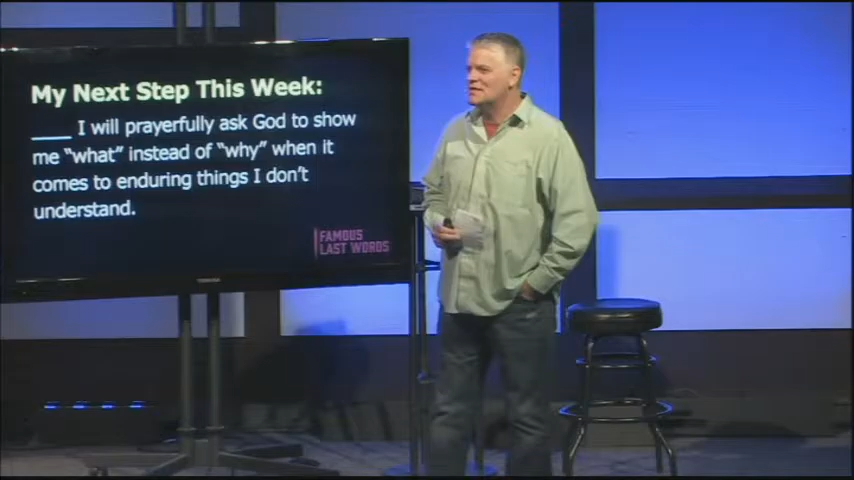 My Next Step This Week:
____ I will prayerfully ask God to show
me “what” instead of “why” when it
comes to enduring things I don’t
understand.
FAMOUS
LAST WORDS
TOSHIBA